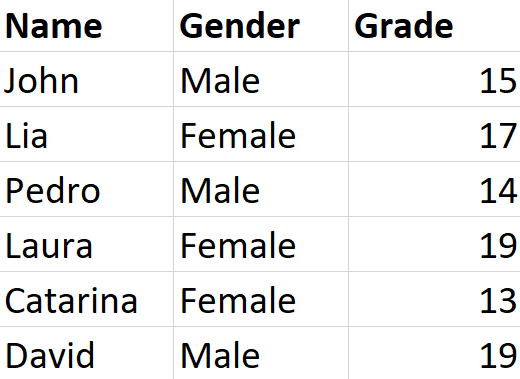 Name Gender Grade
John Male 15
Lia Female 17
Pedro Male 14
Laura Female 19
Catarina Female 13
David Male 19